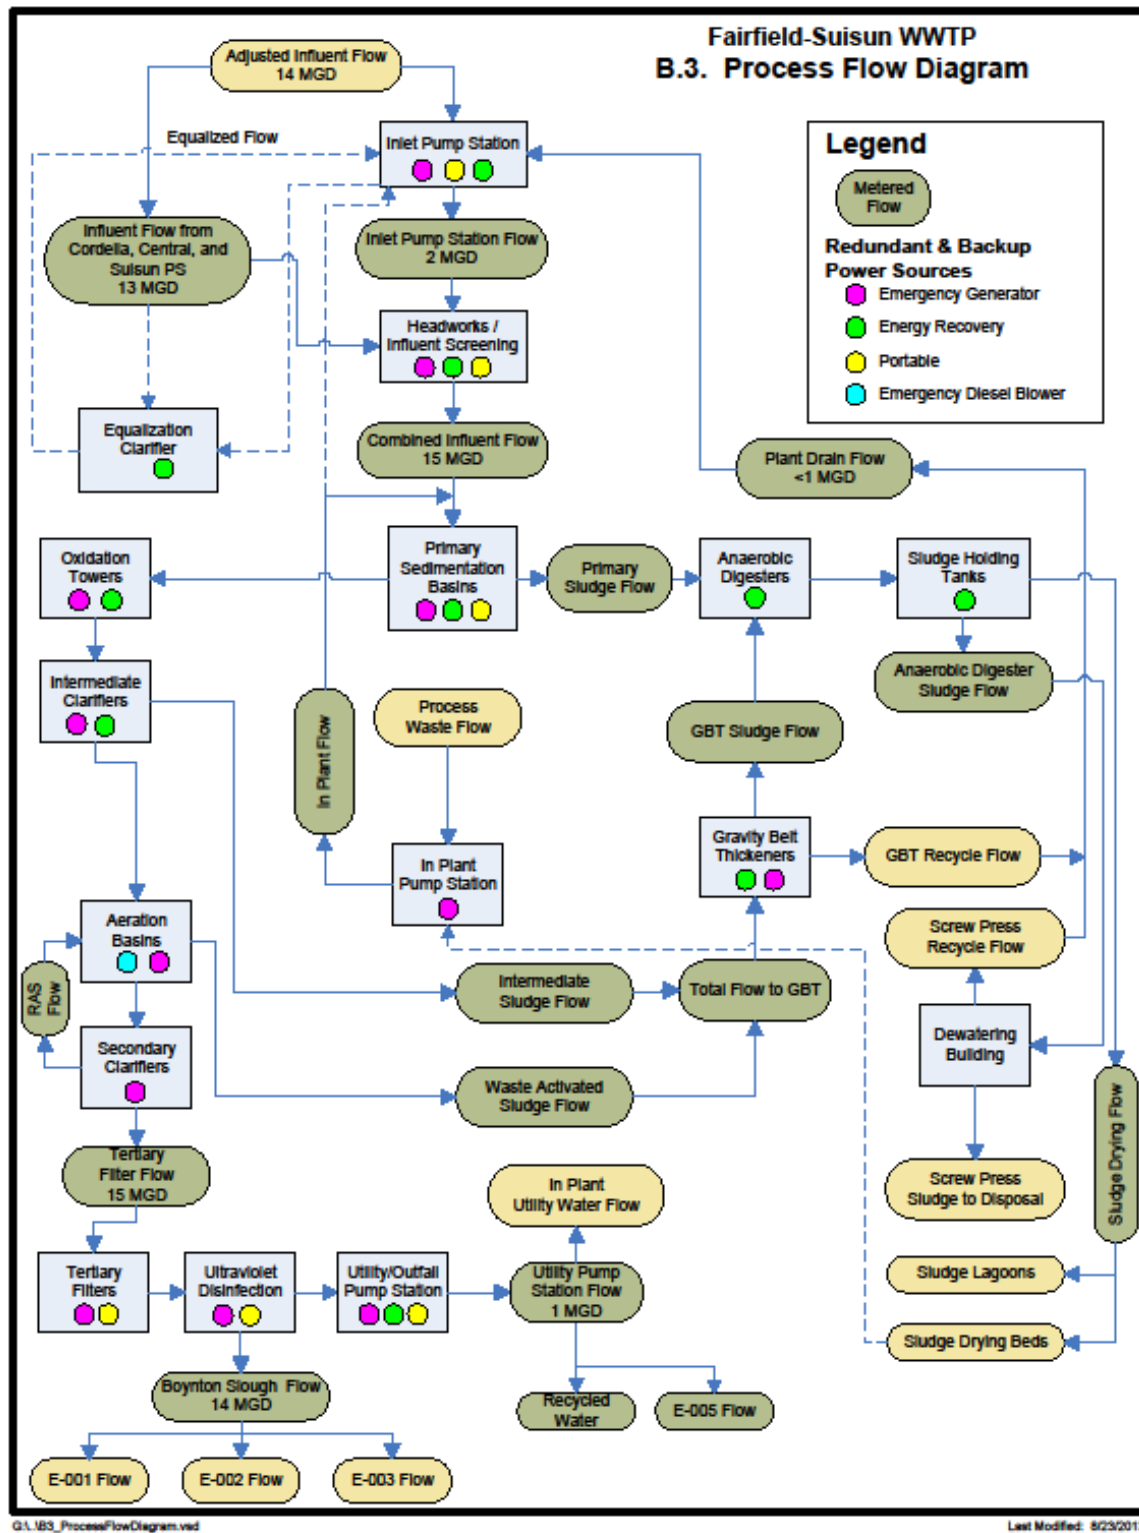 Fairfield-Suisun WWTP
B.3.  Process Flow Diagram
Adjusted Influent Flow
14 MGD
Equalized Flow
Inlet Pump Station
Legend
Metered
Flow
Redundant & Backup
Power Sources
Emergency Generator
Energy Recovery
Portable
Emergency Diesel Blower
Influent Flow from
Cordelia, Central, and
Suisun PS
13 MGD
Inlet Pump Station Flow
2 MGD
Headworks /
Influent Screening
Equalization
Clarifier
Combined Influent Flow
15 MGD
Plant Drain Flow
<1 MGD
Oxidation
Towers
Primary
Sedimentation
Basins
Primary
Sludge Flow
Anaerobic
Digesters
Sludge Holding
Tanks
Intermediate
Clarifiers
In Plant Flow
Process
Waste Flow
GBT Sludge Flow
Anaerobic Digester
Sludge Flow
In Plant
Pump Station
Gravity Belt
Thickeners
GBT Recycle Flow
Aeration
Basins
Screw Press
Recycle Flow
RAS
Flow
Intermediate
Sludge Flow
Total Flow to GBT
Secondary
Clarifiers
Dewatering
Building
Waste Activated
Sludge Flow
Sludge Drying Flow
Tertiary
Filter Flow
15 MGD
In Plant
Utility Water Flow
Screw Press
Sludge to Disposal
Tertiary
Filters
Ultraviolet
Disinfection
Utility/Outfall
Pump Station
Utility Pump
Station Flow
1 MGD
Sludge Lagoons
Sludge Drying Beds
Boynton Slough  Flow
14 MGD
Recycled
Water
E-005 Flow
E-001 Flow
E-002 Flow
E-003 Flow
G:\..\B3_ProcessFlowDiagram.vsd
Last Modified:  8/23/201